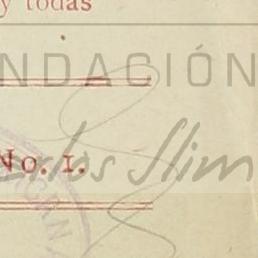 y todas
NDACIÓN
Carlos Slim
No. 1.